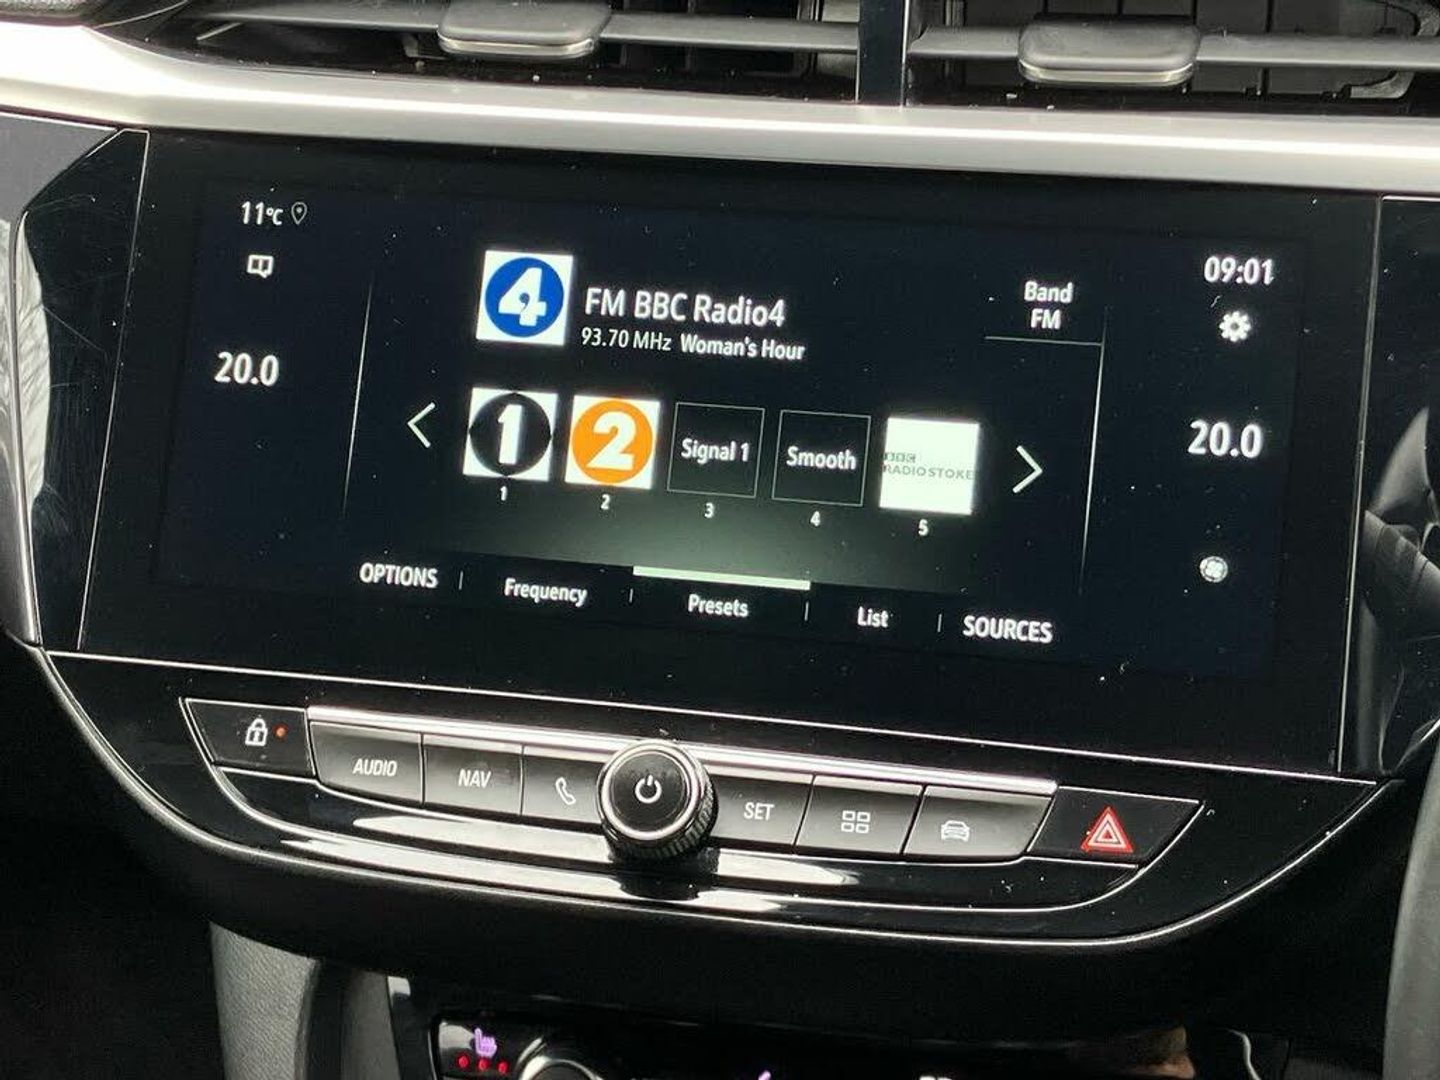 11°C
09:01
4
FM BBC Radio4
93.70 MHz Woman's Hour
Band
FM
20.0
20.0
1
2
Signal 1
Smooth
BBC
RADIO STOKE
1
2
3
4
5
OPTIONS
Frequency
Presets
List
SOURCES
AUDIO
NAV
SET